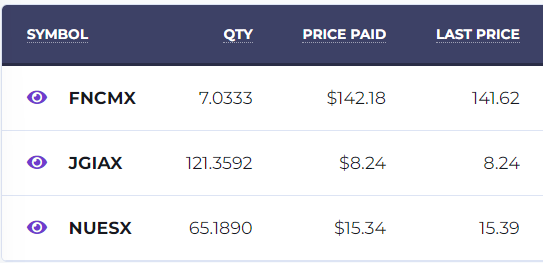 SYMBOL QTY PRICE PAID LAST PRICE
FNCMX 7.0333 $142.18 141.62
JGIAX 121.3592 $8.24 8.24
NUESX 65.1890 $15.34 15.39